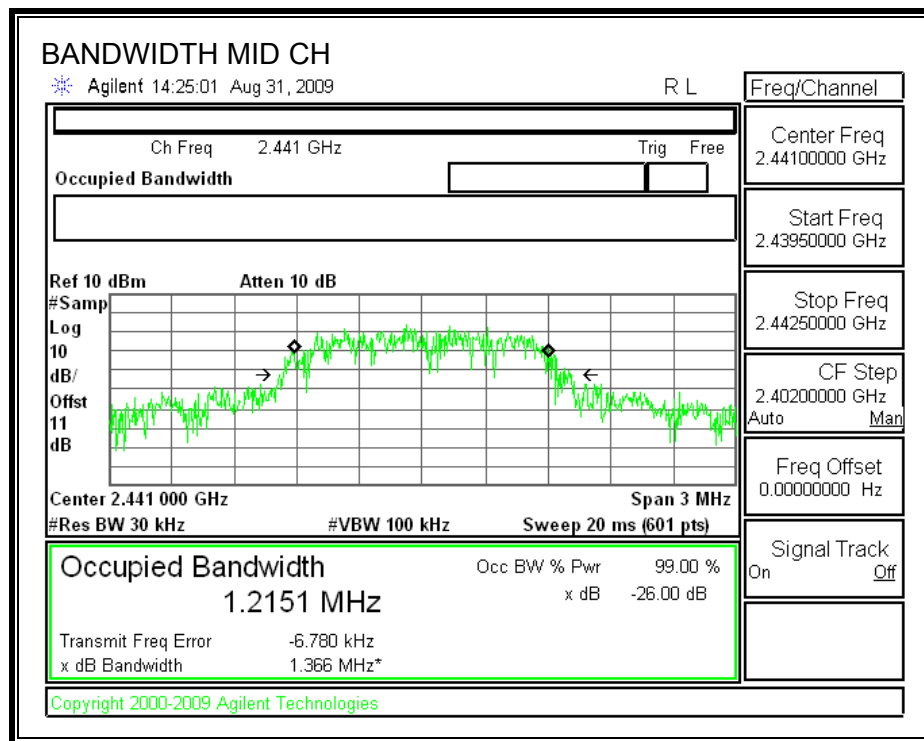 BANDWIDTH MID CH
Agilent 14:25:01 Aug 31, 2009 R L
Freq/Channel
Ch Freq 2.441 GHz Trig Free
Occupied Bandwidth
Center Freq
2.44100000 GHz
Start Freq
2.43950000 GHz
Stop Freq
2.44250000 GHz
CF Step
2.40200000 GHz
Auto Man
Freq Offset
0.00000000 Hz
Signal Track
On Off
Ref 10 dBm Atten 10 dB
#Samp
Log
10
dB/
Offst
11
dB
Center 2.441 000 GHz Span 3 MHz
#Res BW 30 kHz #VBW 100 kHz Sweep 20 ms (601 pts)
Occupied Bandwidth
1.2151 MHz
Occ BW % Pwr 99.00 %
x dB -26.00 dB
Transmit Freq Error -6.780 kHz
x dB Bandwidth 1.366 MHz*
Copyright 2000-2009 Agilent Technologies